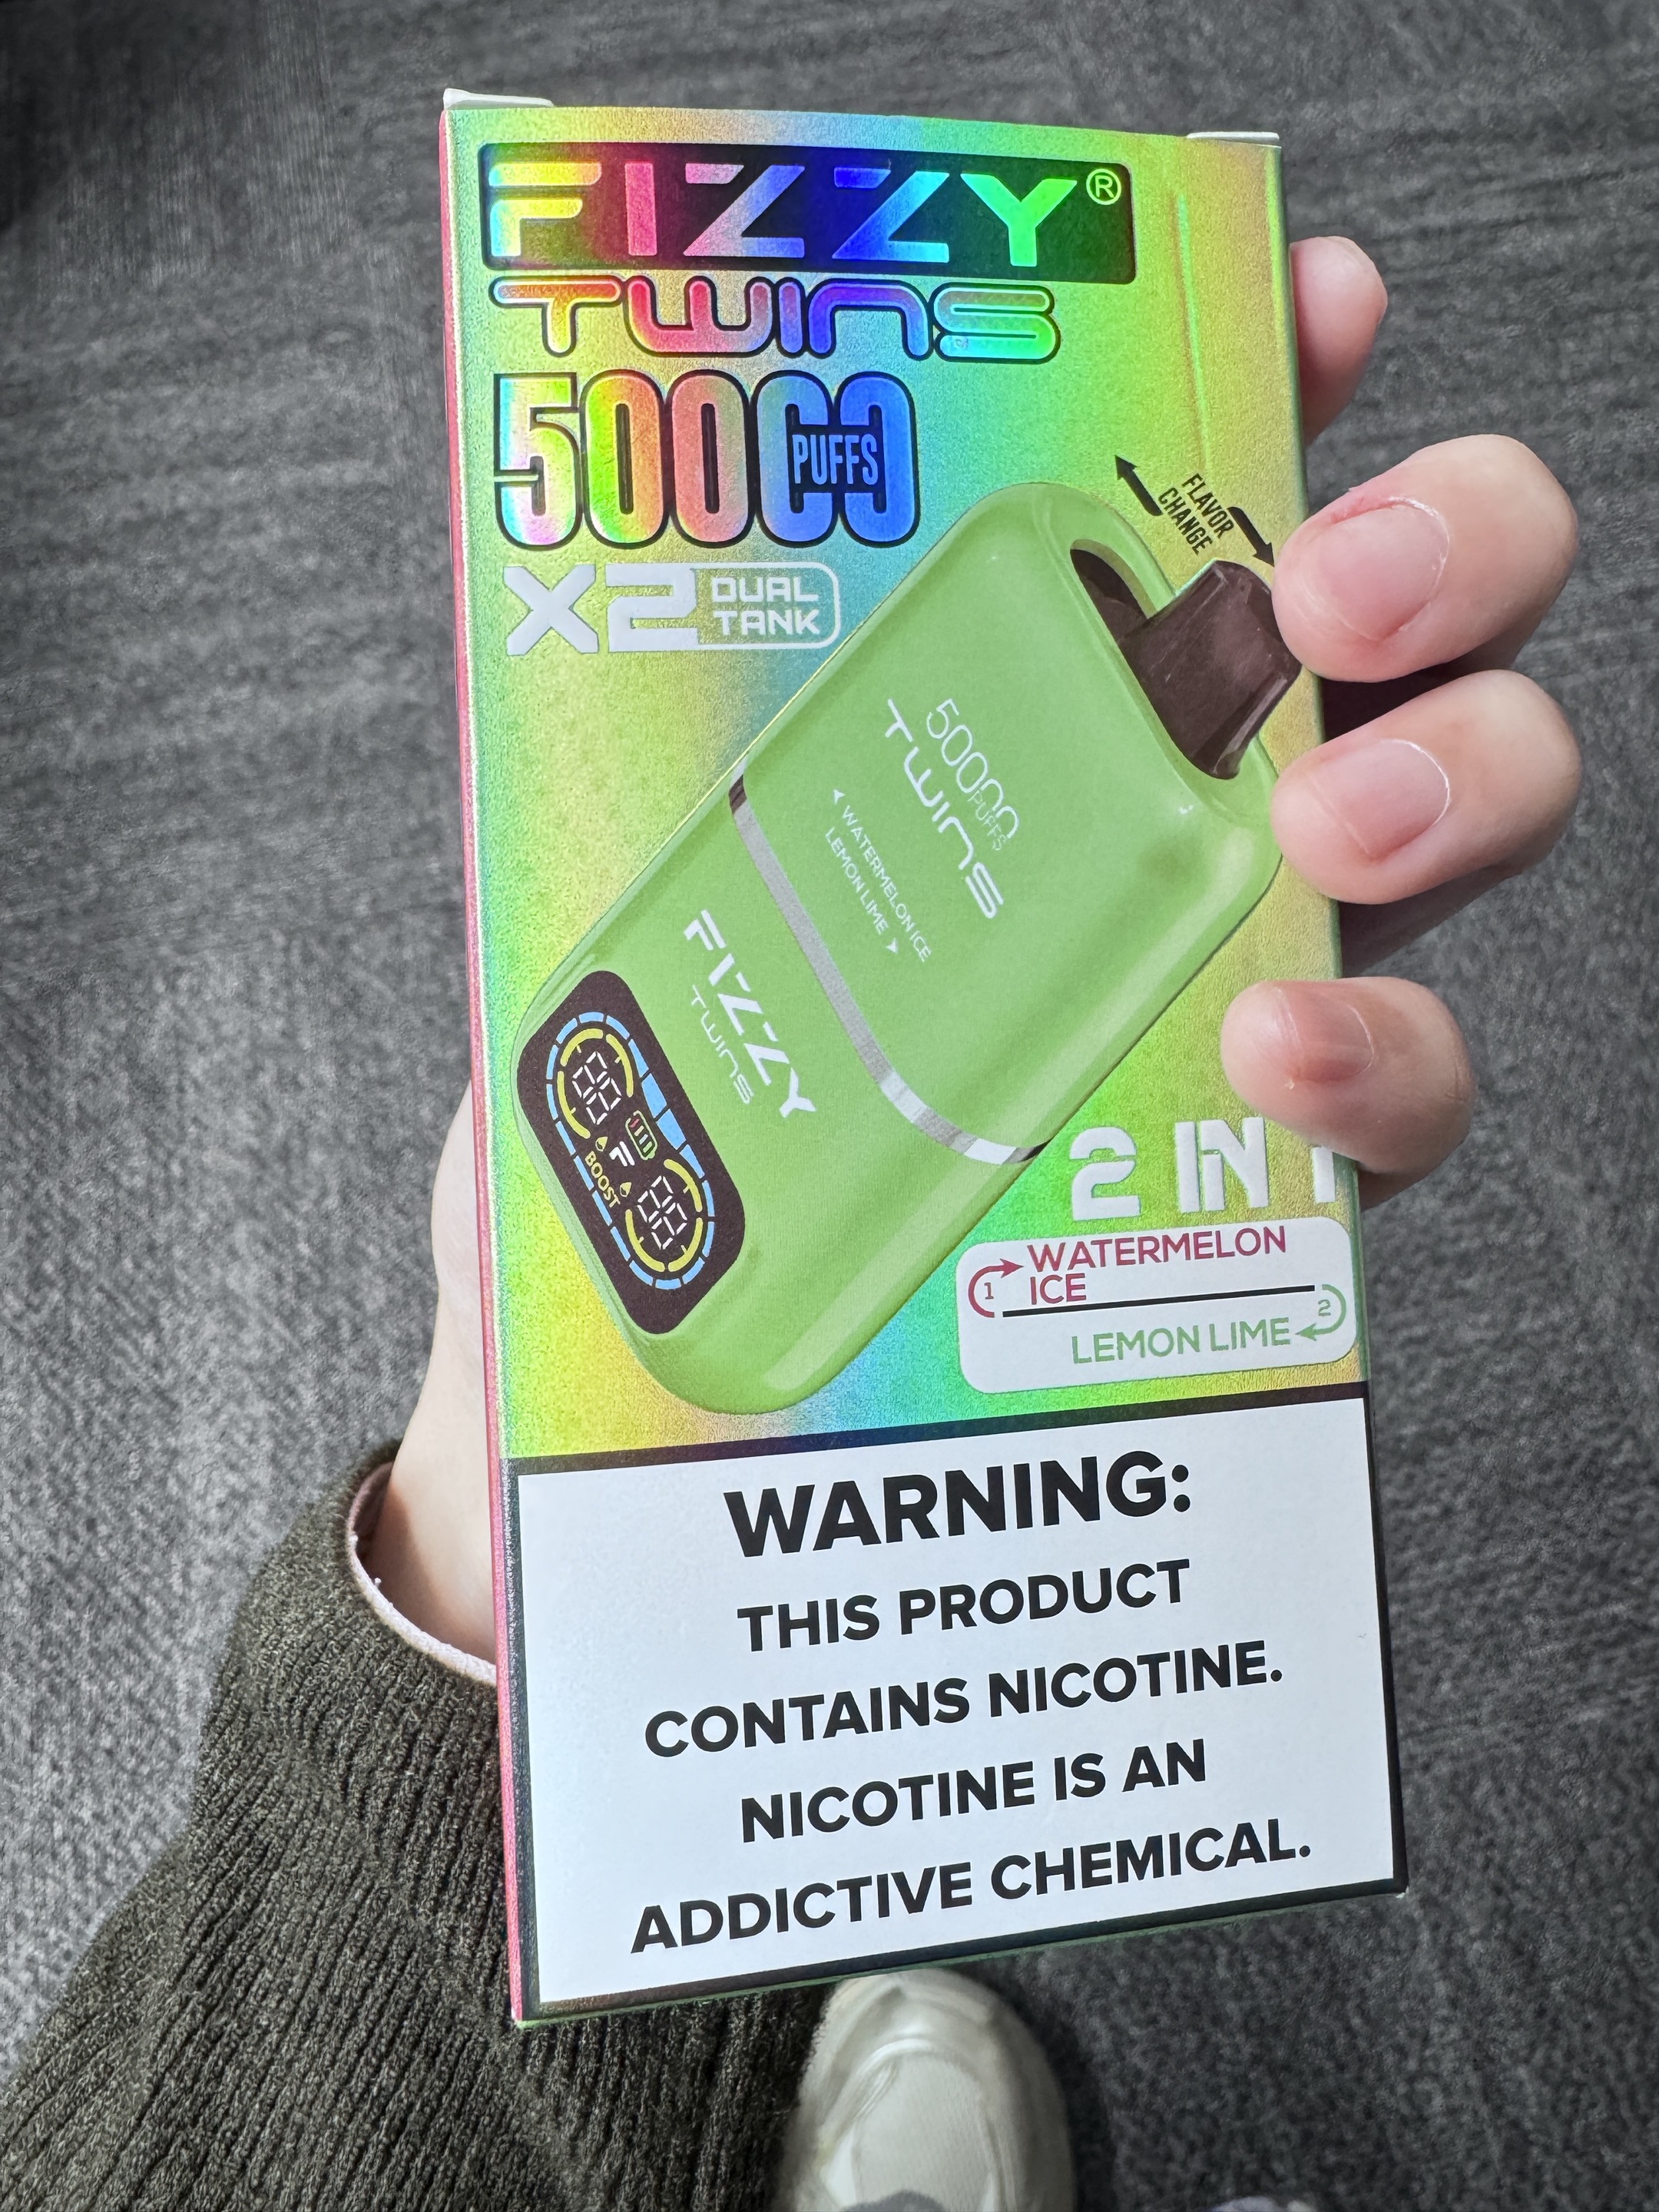 FIZZY®
TWINS
50000
PUFFS
X2 DUAL
TANK
FLAVOR
CHANGE
50000
PUFFS
TWINS
WATERMELON ICE
LEMON LIME
FIZZY
TWINS
88
F
BOOST
88
2 IN 1
1 WATERMELON
ICE
LEMON LIME 2
WARNING:
THIS PRODUCT
CONTAINS NICOTINE.
NICOTINE IS AN
ADDICTIVE CHEMICAL.